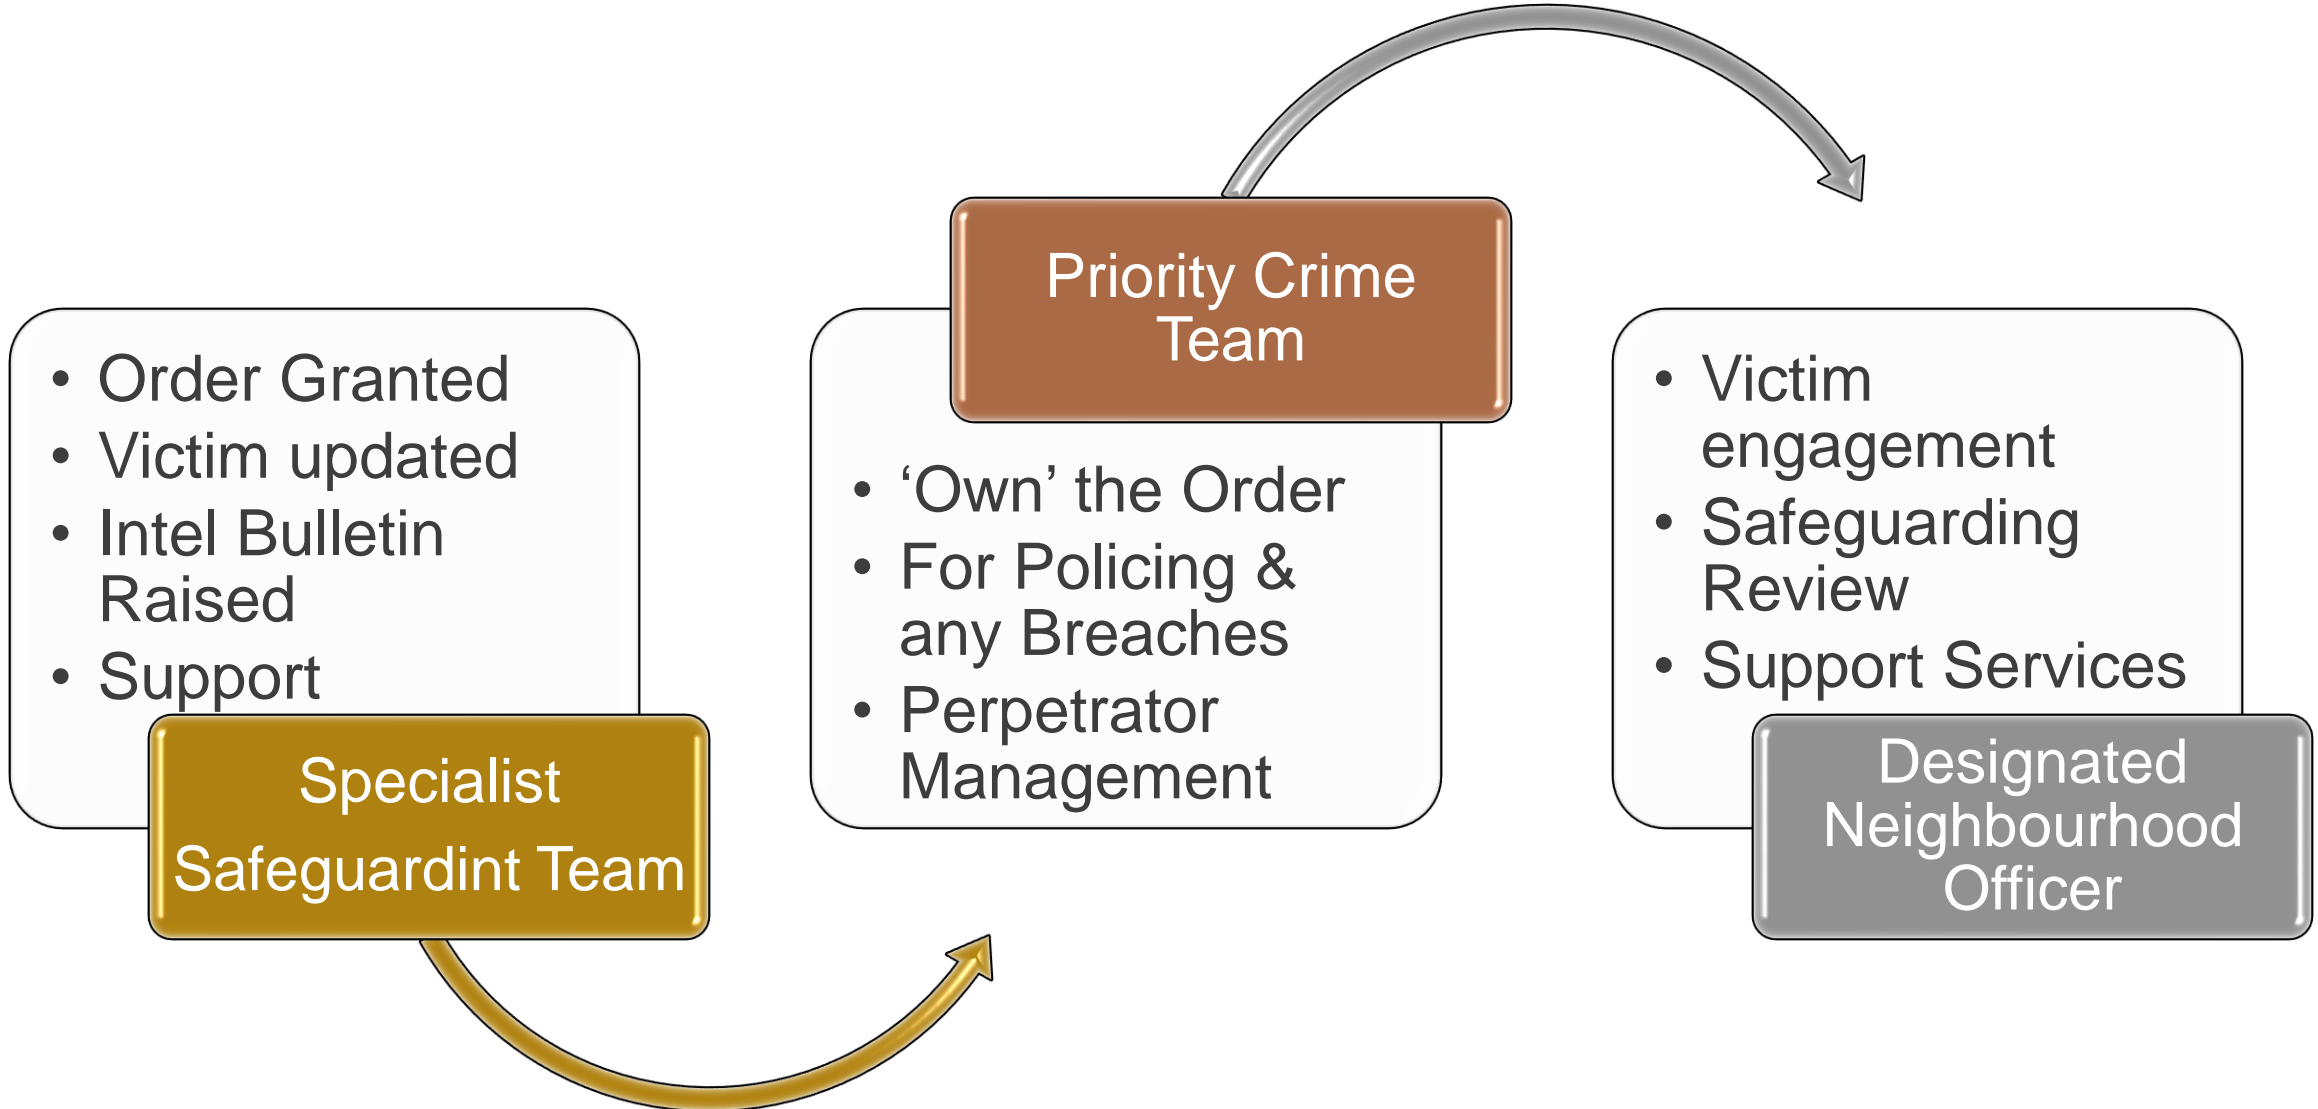 • Order Granted
• Victim updated
• Intel Bulletin
Raised
• Support
Specialist
Safeguardint Team
Priority Crime
Team
• ‘Own’ the Order
• For Policing &
any Breaches
• Perpetrator
Management
• Victim
engagement
• Safeguarding
Review
• Support Services
Designated
Neighbourhood
Officer